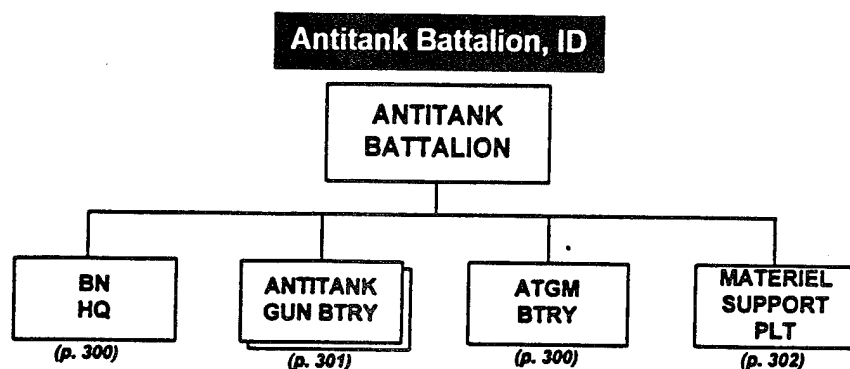 Antitank Battalion, ID
ANTITANK
BATTALION
BN
HQ
(p. 300)
ANTITANK
GUN BTRY
(p. 301)
ATGM
BTRY
(p. 300)
MATERIEL
SUPPORT
PLT
(p. 302)